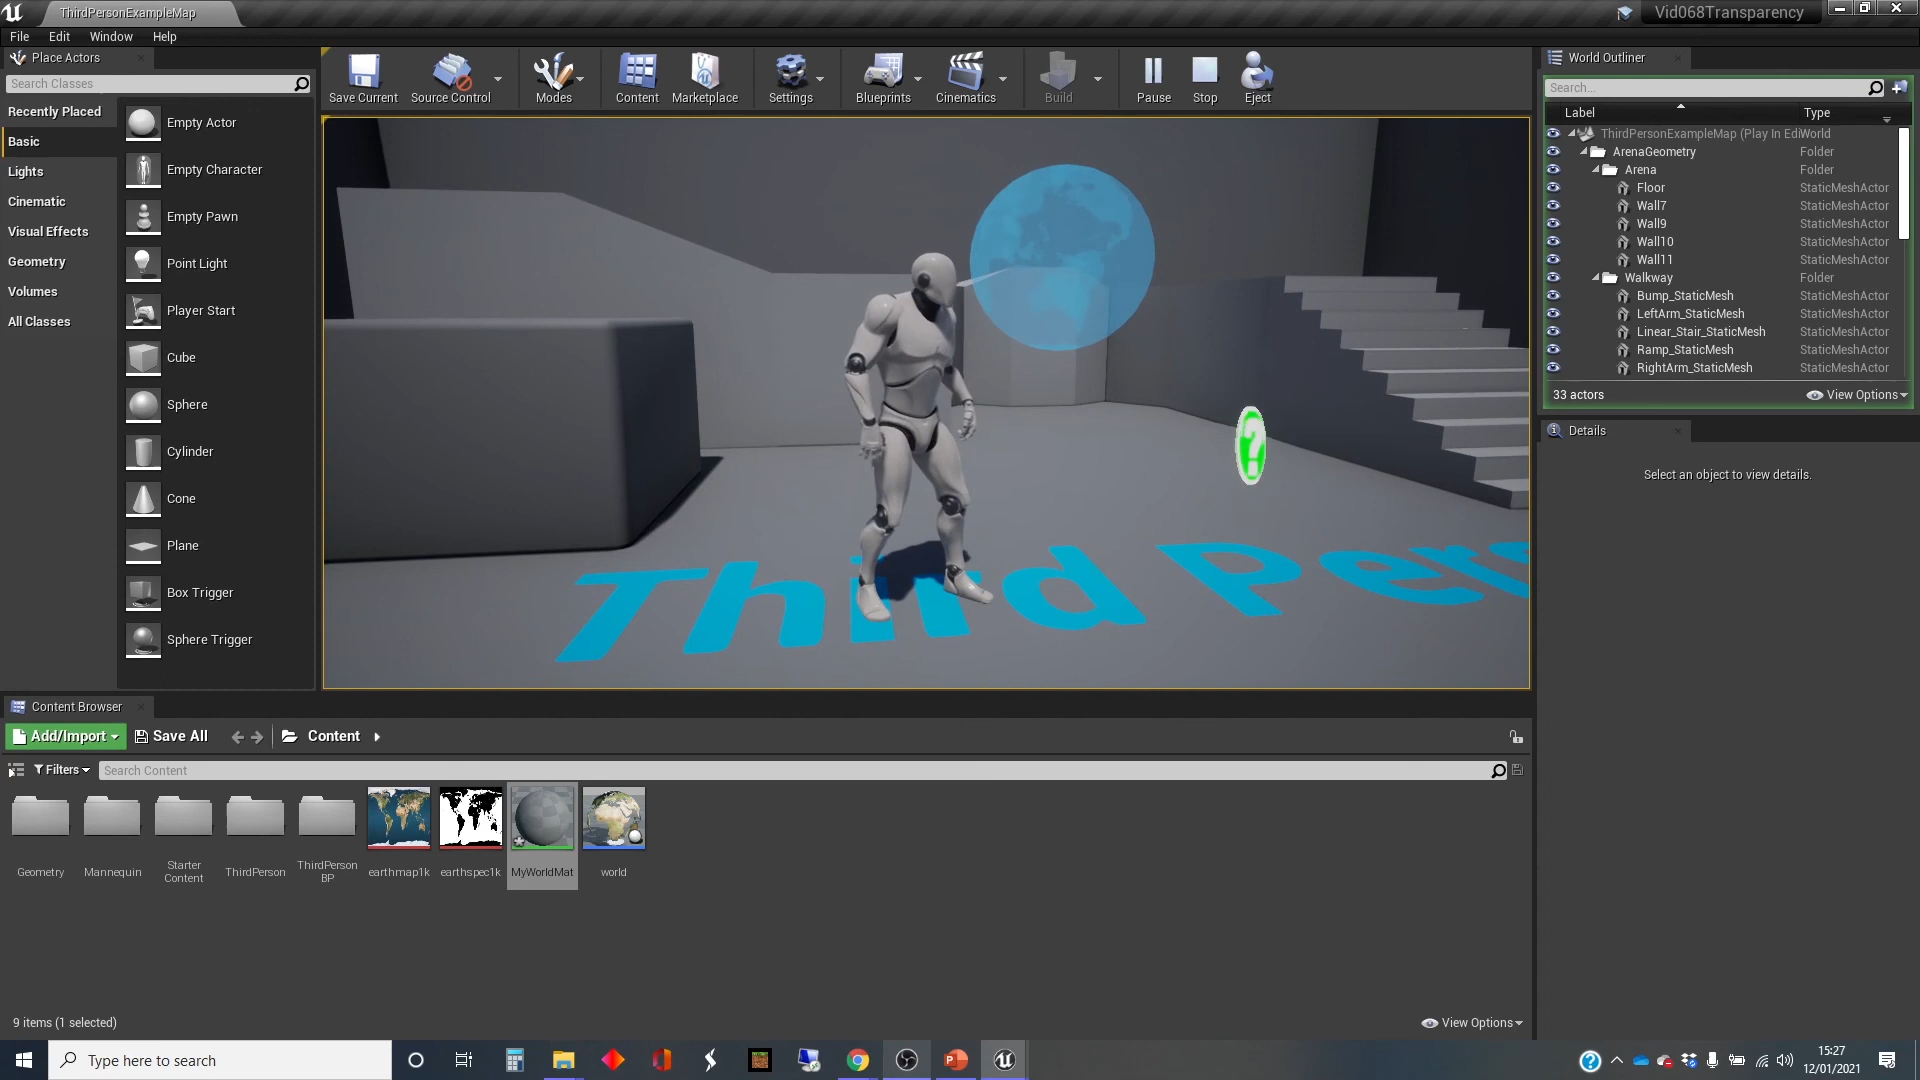 ThirdPersonExampleMap
Vid068Transparency
File Edit Window Help
Place Actors
Search Classes
Recently Placed
Basic
Lights
Cinematic
Visual Effects
Geometry
Volumes
All Classes
Empty Actor
Empty Character
Empty Pawn
Point Light
Player Start
Cube
Sphere
Cylinder
Cone
Plane
Box Trigger
Sphere Trigger
Save Current
Source Control
Modes
Content
Marketplace
Settings
Blueprints
Cinematics
Build
Pause
Stop
Eject
?
Third Pers
World Outliner
Search...
Label Type
ThirdPersonExampleMap (Play In Edi World
ArenaGeometry Folder
Arena Folder
Floor StaticMeshActor
Wall7 StaticMeshActor
Wall9 StaticMeshActor
Wall10 StaticMeshActor
Wall11 StaticMeshActor
Walkway Folder
Bump_StaticMesh StaticMeshActor
LeftArm_StaticMesh StaticMeshActor
Linear_Stair_StaticMesh StaticMeshActor
Ramp_StaticMesh StaticMeshActor
RightArm_StaticMesh StaticMeshActor
33 actors View Options
Details
Select an object to view details.
Content Browser
Add/Import Save All Content
Filters Search Content
Geometry
Mannequin
Starter
Content
ThirdPerson
ThirdPerson
BP
earthmap1k
earthspec1k
MyWorldMat
world
9 items (1 selected) View Options
Type here to search
15:27
12/01/2021